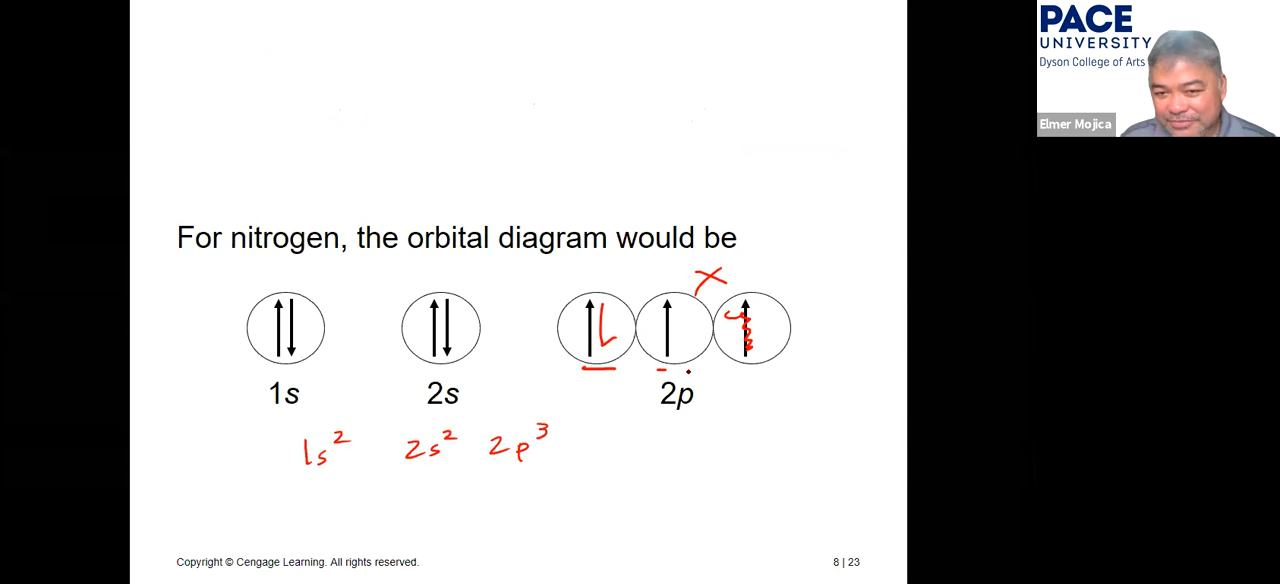 PACE
UNIVERSITY
Dyson College of Arts
Elmer Mojica
For nitrogen, the orbital diagram would be
X
1s 2s 2p
1s² 2s² 2p³
Copyright © Cengage Learning. All rights reserved. 8 | 23